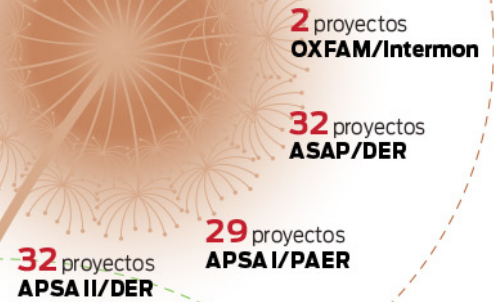 2 proyectos
OXFAM/Intermon
32 proyectos
ASAP/DER
29 proyectos
APSA I/PAER
32 proyectos
APSA II/DER